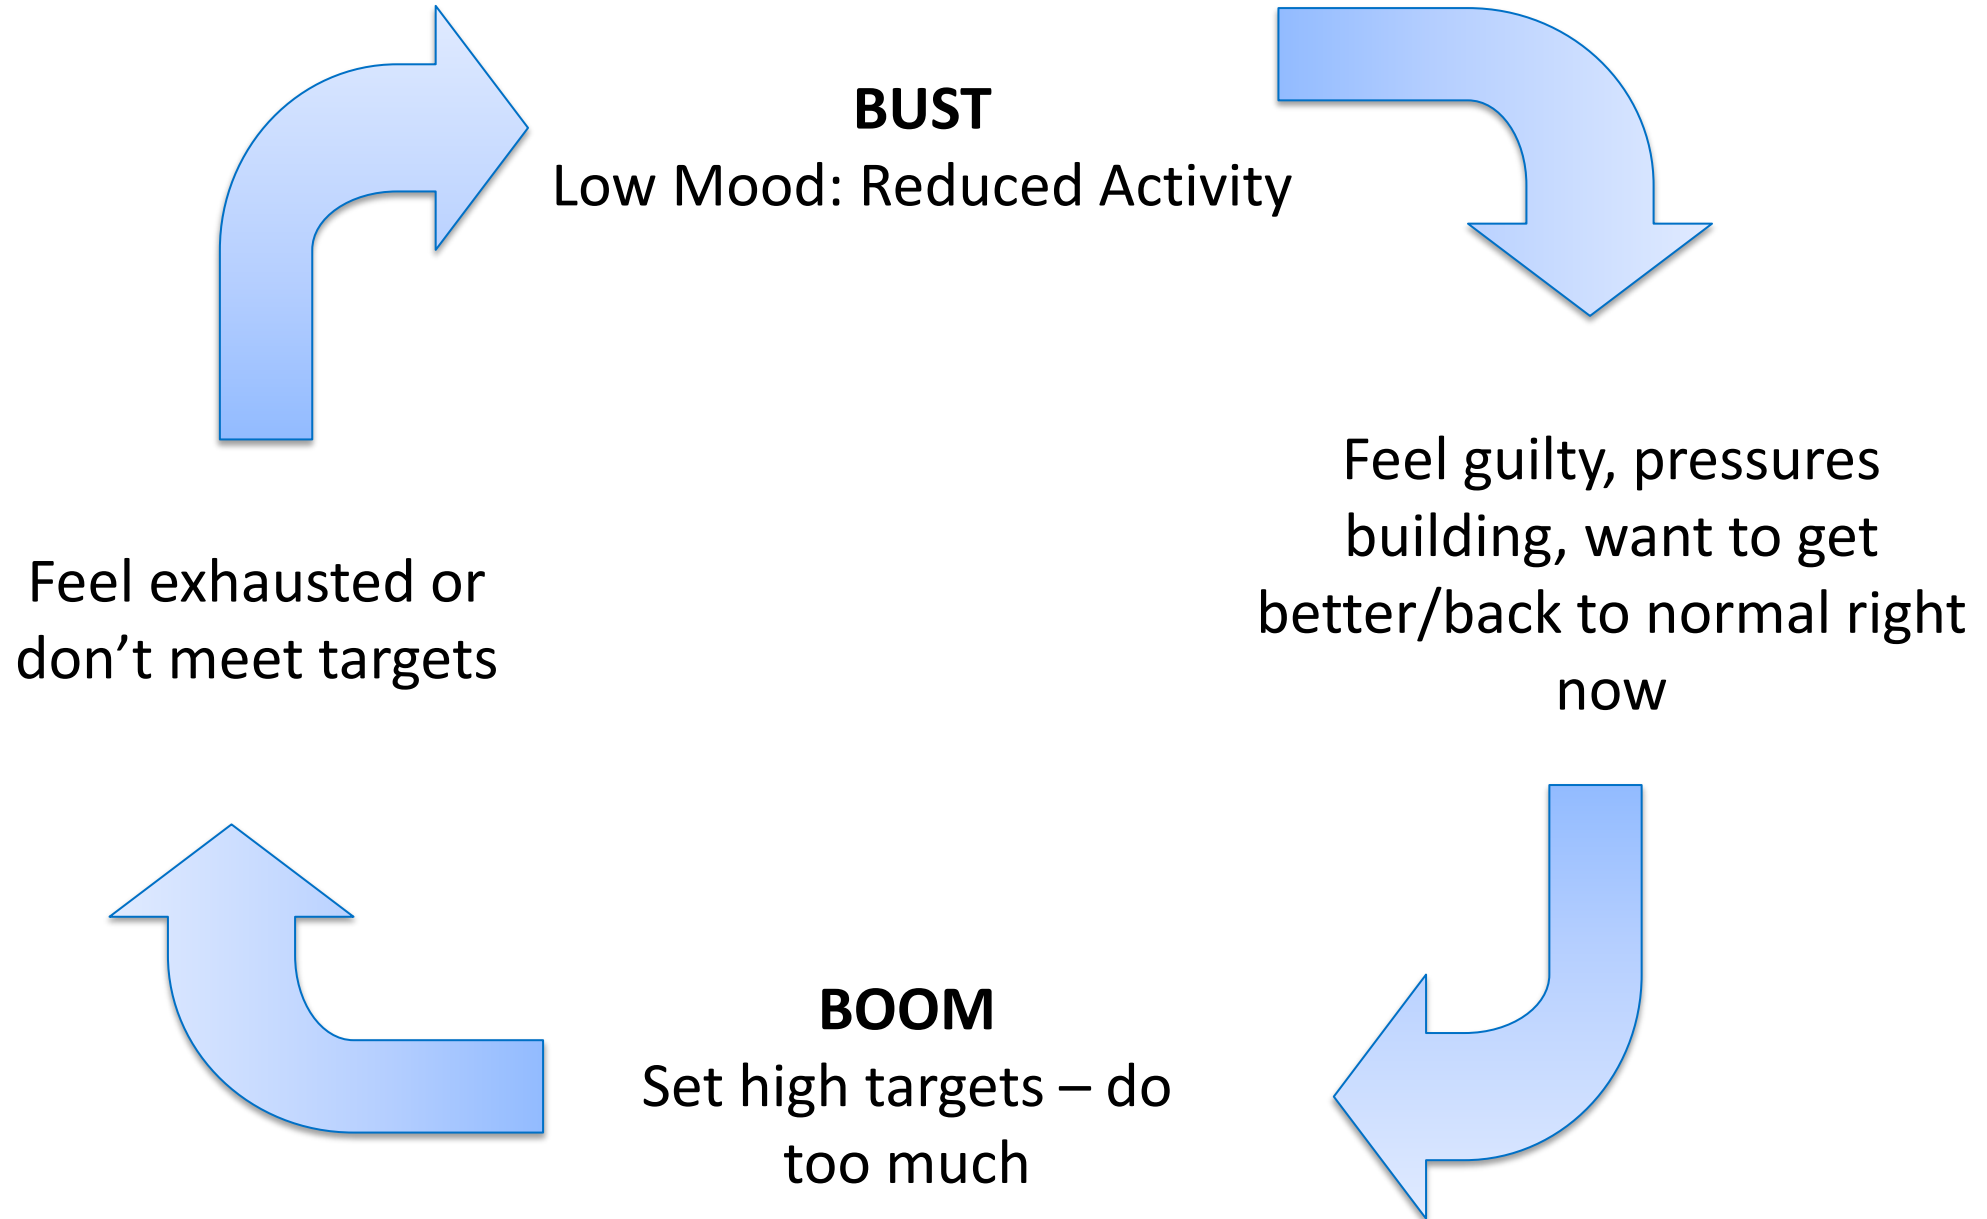 BUST
Low Mood: Reduced Activity
Feel guilty, pressures
building, want to get
better/back to normal right
now
BOOM
Set high targets – do
too much
Feel exhausted or
don’t meet targets